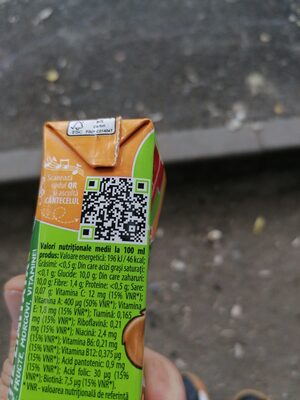 MIX
CARTON
FSC
FSC® C014047
Scanează
codul QR
și ascultă
CÂNTECELUL
Valori nutriționale medii la 100 ml
produs: Valoare energetică: 196 kJ / 46 kcal
Grăsimi: <0,5 g; Din care acizi grași saturați:
<0,1 g; Glucide: 10,0 g; Din care zaharuri:
10,0 g; Fibre: 1,4 g; Proteine: <0,5 g; Sare:
g; Vitamina C: 12 mg (15% VNR*);
Vitamina A: 400 µg (50% VNR*); Vitamina
E: 1,8 mg (15% VNR*); Tiamină: 0,165
mg (15% VNR*); Riboflavină: 0,21
mg (15% VNR*); Niacină: 2,4 mg
(15% VNR*); Vitamina B6: 0,21 mg
(15% VNR*); Vitamina B12: 0,375 µg
(15% VNR*); Acid pantotenic: 0,9 mg
(15% VNR*); Acid folic: 30 µg (15%
VNR*); Biotină: 7,5 µg [15% VNR*].
VNR - valoarea nutrițională de referință
FRUCTE, MORCOVI, VITAMINE